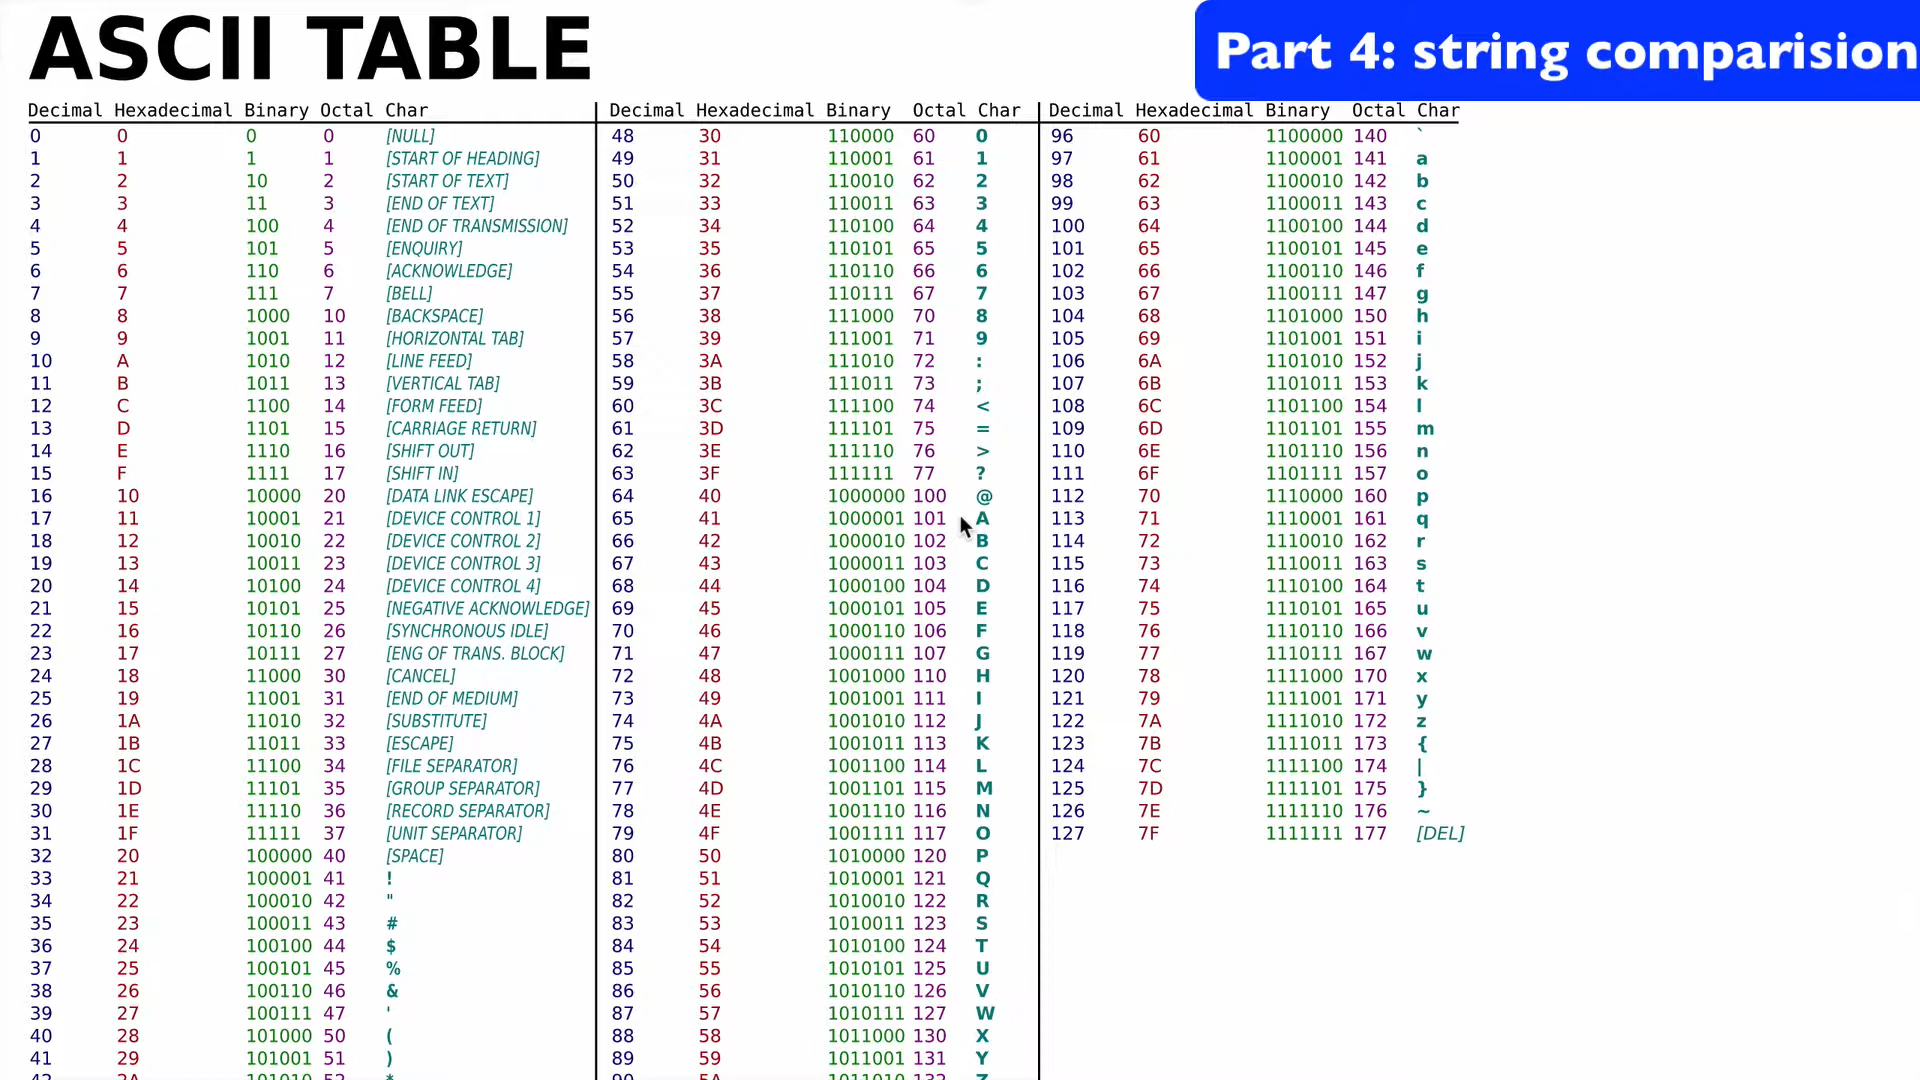 ASCII TABLE
Part 4: string comparision
Decimal Hexadecimal Binary Octal Char
0 0 0 0 [NULL]
1 1 1 1 [START OF HEADING]
2 2 10 2 [START OF TEXT]
3 3 11 3 [END OF TEXT]
4 4 100 4 [END OF TRANSMISSION]
5 5 101 5 [ENQUIRY]
6 6 110 6 [ACKNOWLEDGE]
7 7 111 7 [BELL]
8 8 1000 10 [BACKSPACE]
9 9 1001 11 [HORIZONTAL TAB]
10 A 1010 12 [LINE FEED]
11 B 1011 13 [VERTICAL TAB]
12 C 1100 14 [FORM FEED]
13 D 1101 15 [CARRIAGE RETURN]
14 E 1110 16 [SHIFT OUT]
15 F 1111 17 [SHIFT IN]
16 10 10000 20 [DATA LINK ESCAPE]
17 11 10001 21 [DEVICE CONTROL 1]
18 12 10010 22 [DEVICE CONTROL 2]
19 13 10011 23 [DEVICE CONTROL 3]
20 14 10100 24 [DEVICE CONTROL 4]
21 15 10101 25 [NEGATIVE ACKNOWLEDGE]
22 16 10110 26 [SYNCHRONOUS IDLE]
23 17 10111 27 [ENG OF TRANS. BLOCK]
24 18 11000 30 [CANCEL]
25 19 11001 31 [END OF MEDIUM]
26 1A 11010 32 [SUBSTITUTE]
27 1B 11011 33 [ESCAPE]
28 1C 11100 34 [FILE SEPARATOR]
29 1D 11101 35 [GROUP SEPARATOR]
30 1E 11110 36 [RECORD SEPARATOR]
31 1F 11111 37 [UNIT SEPARATOR]
32 20 100000 40 [SPACE]
33 21 100001 41 !
34 22 100010 42 "
35 23 100011 43 #
36 24 100100 44 $
37 25 100101 45 %
38 26 100110 46 &
39 27 100111 47 '
40 28 101000 50 (
41 29 101001 51 )
42 2A 101010 52 *
Decimal Hexadecimal Binary Octal Char
48 30 110000 60 0
49 31 110001 61 1
50 32 110010 62 2
51 33 110011 63 3
52 34 110100 64 4
53 35 110101 65 5
54 36 110110 66 6
55 37 110111 67 7
56 38 111000 70 8
57 39 111001 71 9
58 3A 111010 72 :
59 3B 111011 73 ;
60 3C 111100 74 <
61 3D 111101 75 =
62 3E 111110 76 >
63 3F 111111 77 ?
64 40 1000000 100 @
65 41 1000001 101 A
66 42 1000010 102 B
67 43 1000011 103 C
68 44 1000100 104 D
69 45 1000101 105 E
70 46 1000110 106 F
71 47 1000111 107 G
72 48 1001000 110 H
73 49 1001001 111 I
74 4A 1001010 112 J
75 4B 1001011 113 K
76 4C 1001100 114 L
77 4D 1001101 115 M
78 4E 1001110 116 N
79 4F 1001111 117 O
80 50 1010000 120 P
81 51 1010001 121 Q
82 52 1010010 122 R
83 53 1010011 123 S
84 54 1010100 124 T
85 55 1010101 125 U
86 56 1010110 126 V
87 57 1010111 127 W
88 58 1011000 130 X
89 59 1011001 131 Y
90 5A 1011010 132 Z
Decimal Hexadecimal Binary Octal Char
96 60 1100000 140 `
97 61 1100001 141 a
98 62 1100010 142 b
99 63 1100011 143 c
100 64 1100100 144 d
101 65 1100101 145 e
102 66 1100110 146 f
103 67 1100111 147 g
104 68 1101000 150 h
105 69 1101001 151 i
106 6A 1101010 152 j
107 6B 1101011 153 k
108 6C 1101100 154 l
109 6D 1101101 155 m
110 6E 1101110 156 n
111 6F 1101111 157 o
112 70 1110000 160 p
113 71 1110001 161 q
114 72 1110010 162 r
115 73 1110011 163 s
116 74 1110100 164 t
117 75 1110101 165 u
118 76 1110110 166 v
119 77 1110111 167 w
120 78 1111000 170 x
121 79 1111001 171 y
122 7A 1111010 172 z
123 7B 1111011 173 {
124 7C 1111100 174 |
125 7D 1111101 175 }
126 7E 1111110 176 ~
127 7F 1111111 177 [DEL]